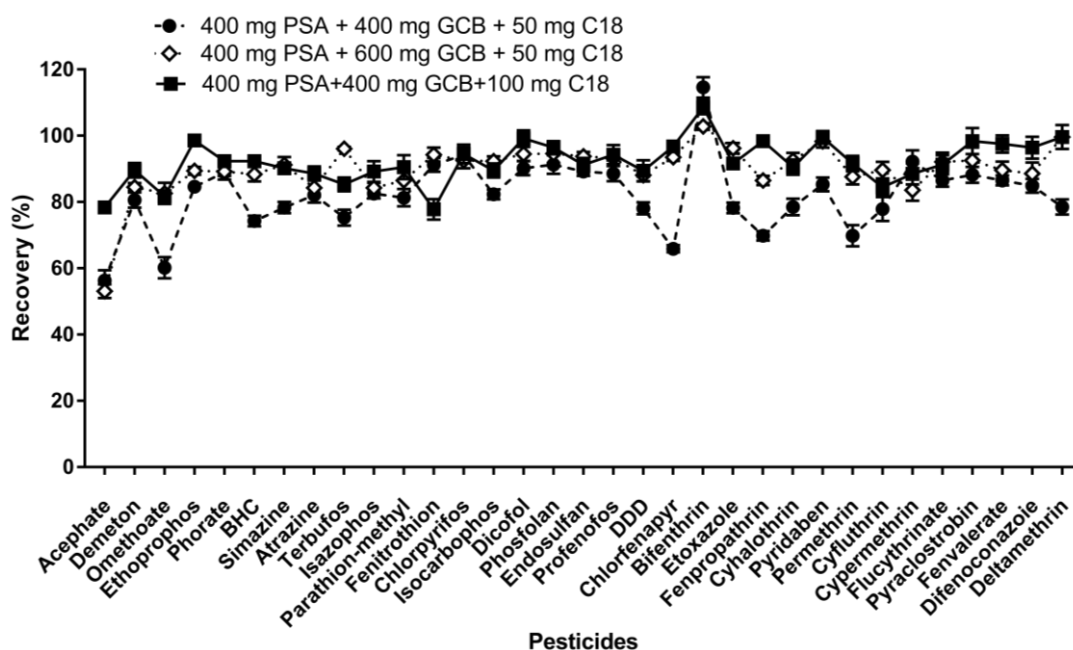 400 mg PSA + 400 mg GCB + 50 mg C18
400 mg PSA + 600 mg GCB + 50 mg C18
400 mg PSA+400 mg GCB+100 mg C18
Recovery (%)
120
100
80
60
40
20
0
Acephate
Demeton
Omethoate
Ethoprophos
Phorate
BHC
Simazine
Atrazine
Terbufos
Isazophos
Parathion-methyl
Fenitrothion
Chlorpyrifos
Isocarbophos
Dicofol
Phosfolan
Endosulfan
Profenofos
DDD
Chlorfenapyr
Bifenthrin
Etoxazole
Fenpropathrin
Cyhalothrin
Pyridaben
Permethrin
Cyrfluthrin
Cypermethrin
Flucythrinate
Pyraclostrobin
Fenvalerate
Difenoconazoie
Deltamethrin
Pesticides